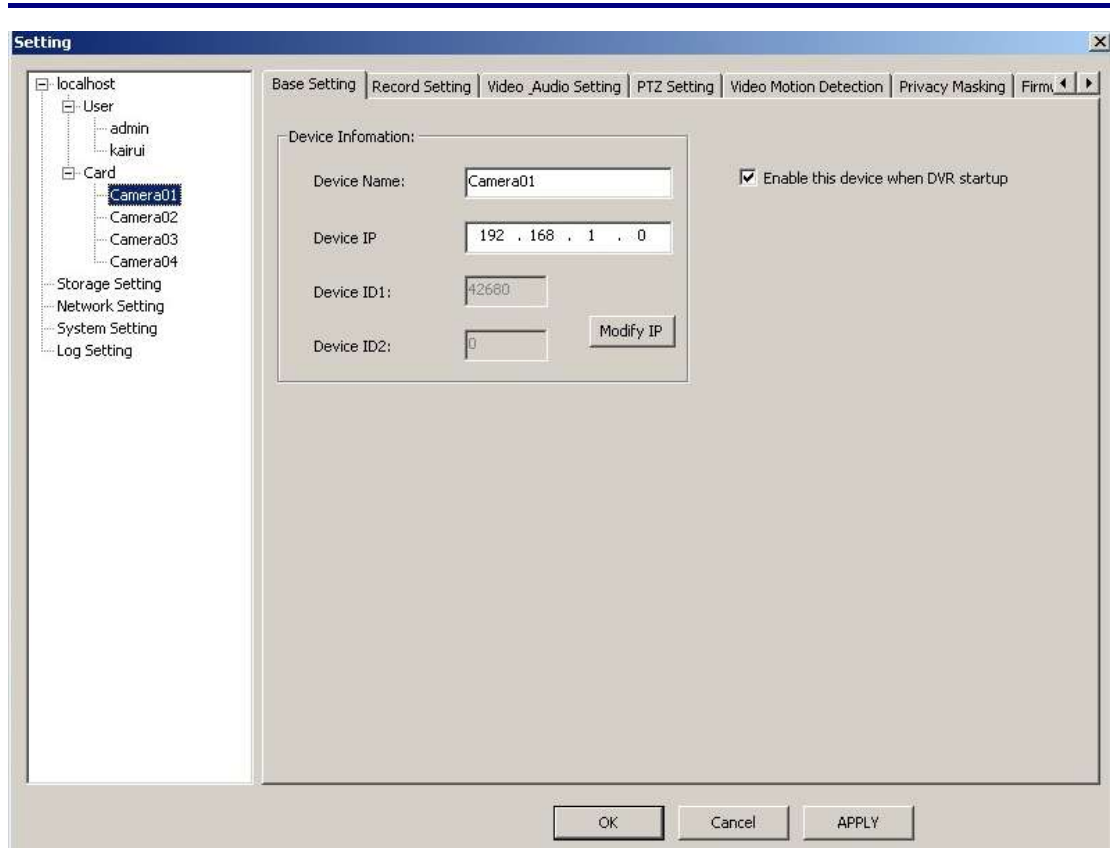 Setting
localhost
User
admin
kairui
Card
Camera01
Camera02
Camera03
Camera04
Storage Setting
Network Setting
System Setting
Log Setting
Base Setting
Record Setting
Video _Audio Setting
PTZ Setting
Video Motion Detection
Privacy Masking
Device Infomation:
Device Name: Camera01
Device IP 192 . 168 . 1 . 0
Device ID1: 42680
Device ID2: 0
Modify IP
Enable this device when DVR startup
OK
Cancel
APPLY